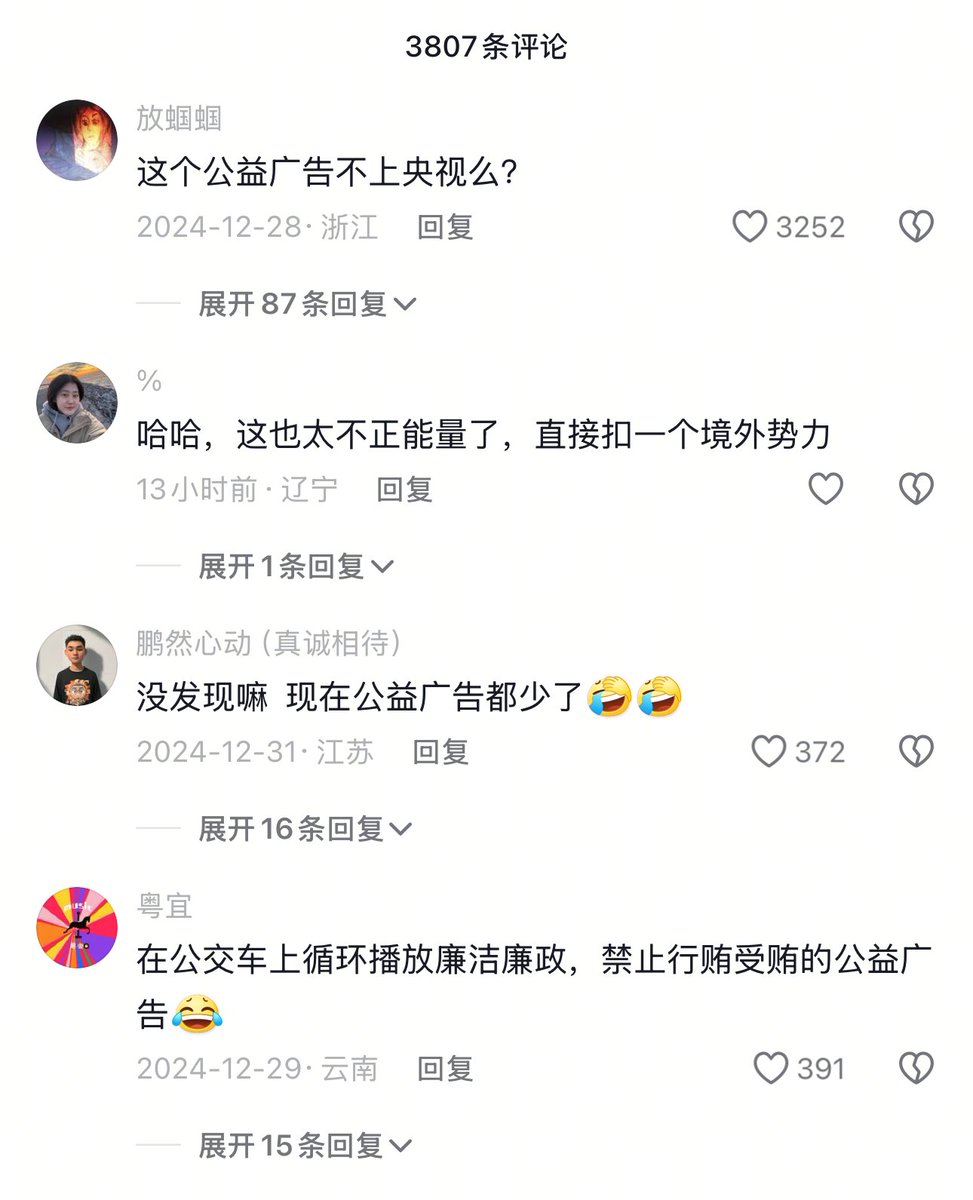 3807条评论
放蝈蝈
这个公益广告不上央视么?
2024-12-28·浙江 回复 3252
展开87条回复
%
哈哈，这也太不正能量了，直接扣一个境外势力
13小时前·辽宁 回复
展开1条回复
鹏然心动（真诚相待）
没发现嘛 现在公益广告都少了🤣🤣
2024-12-31·江苏 回复 372
展开16条回复
粤宜
在公交车上循环播放廉洁廉政，禁止行贿受贿的公益广
告😂
2024-12-29·云南 回复 391
展开15条回复